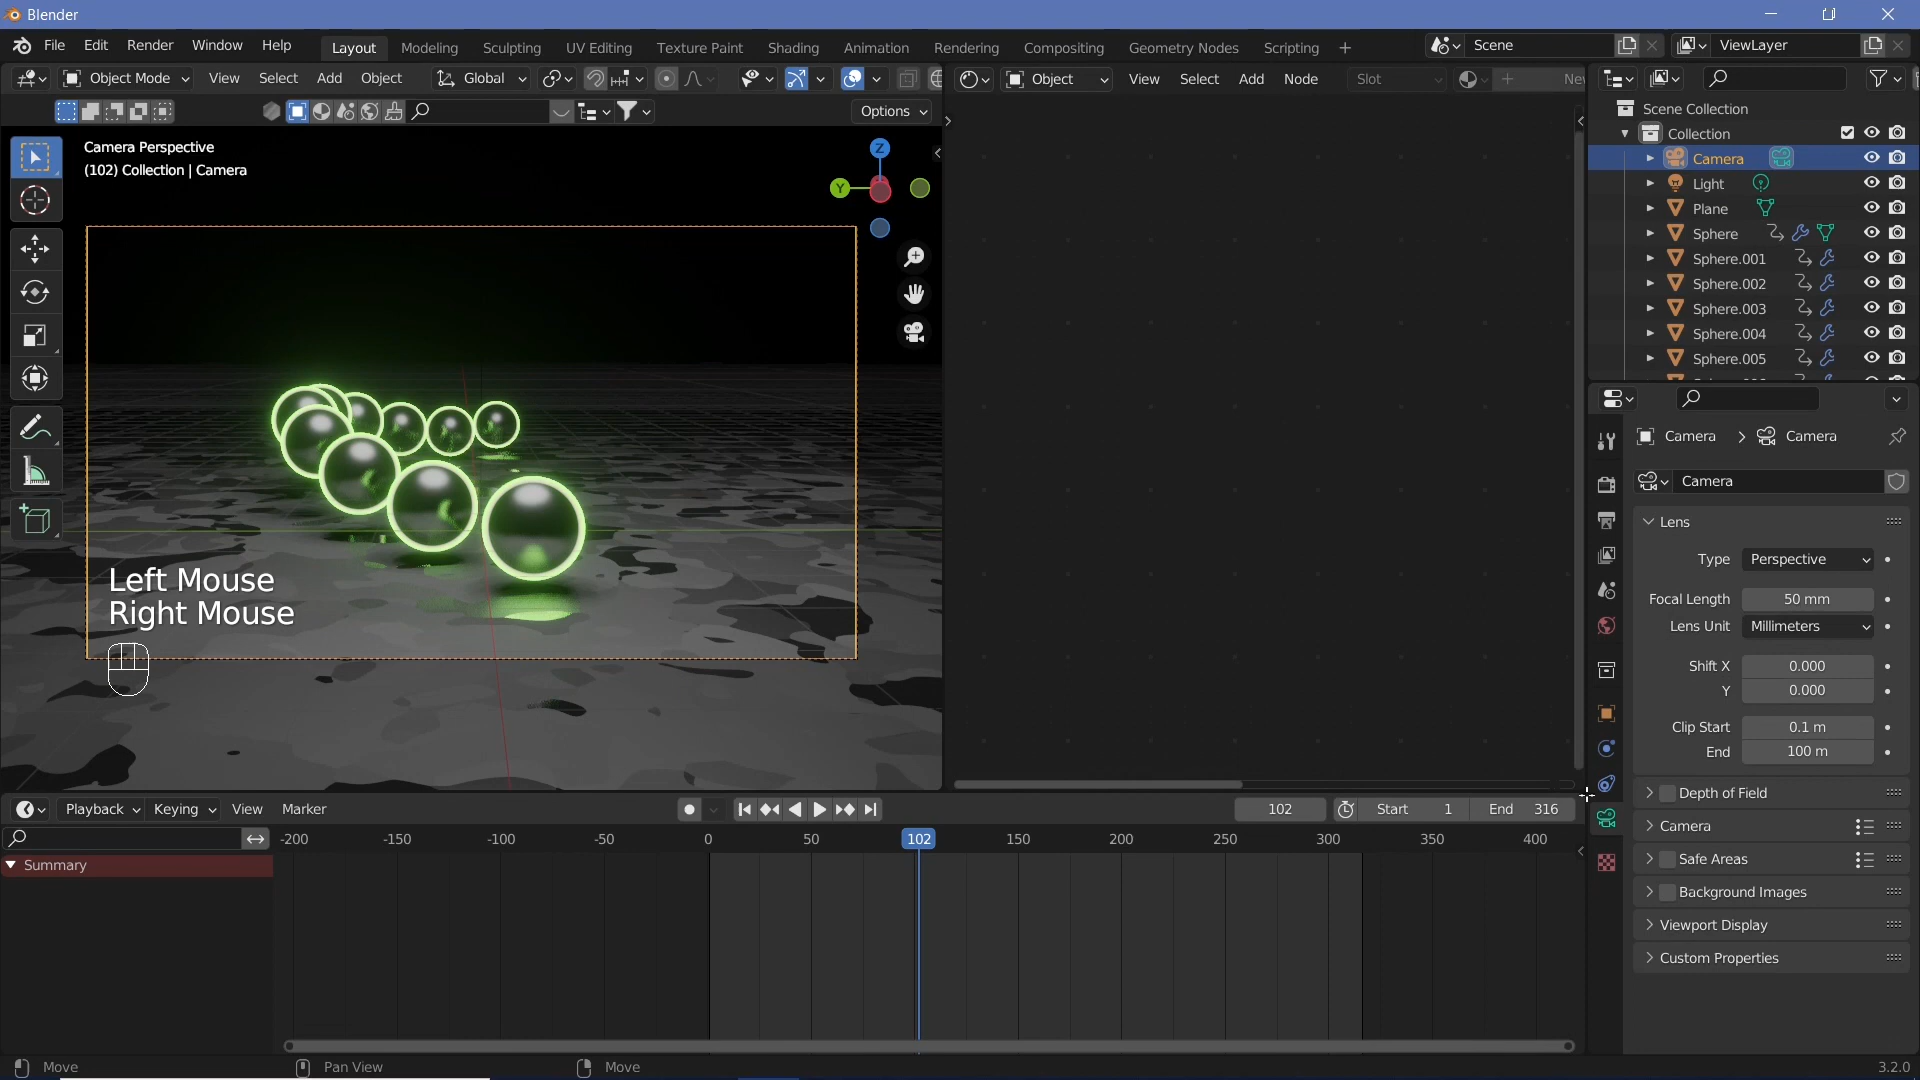 Blender
File Edit Render Window Help
Layout Modeling Sculpting UV Editing Texture Paint Shading Animation Rendering Compositing Geometry Nodes Scripting +
Scene
ViewLayer
Object Mode View Select Add Object Global
Object View Select Add Node Slot
Options
Camera Perspective
(102) Collection | Camera
Z
Y
Left Mouse
Right Mouse
Scene Collection
Collection
Camera
Light
Plane
Sphere
Sphere.001
Sphere.002
Sphere.003
Sphere.004
Sphere.005
Camera > Camera
Camera
Lens
Type Perspective
Focal Length 50 mm
Lens Unit Millimeters
Shift X 0.000
Y 0.000
Clip Start 0.1 m
End 100 m
Depth of Field
Camera
Safe Areas
Background Images
Viewport Display
Custom Properties
Playback Keying View Marker
102 Start 1 End 316
-200 -150 -100 -50 0 50 102 150 200 250 300 350 400
Summary
Move Pan View Move 3.2.0